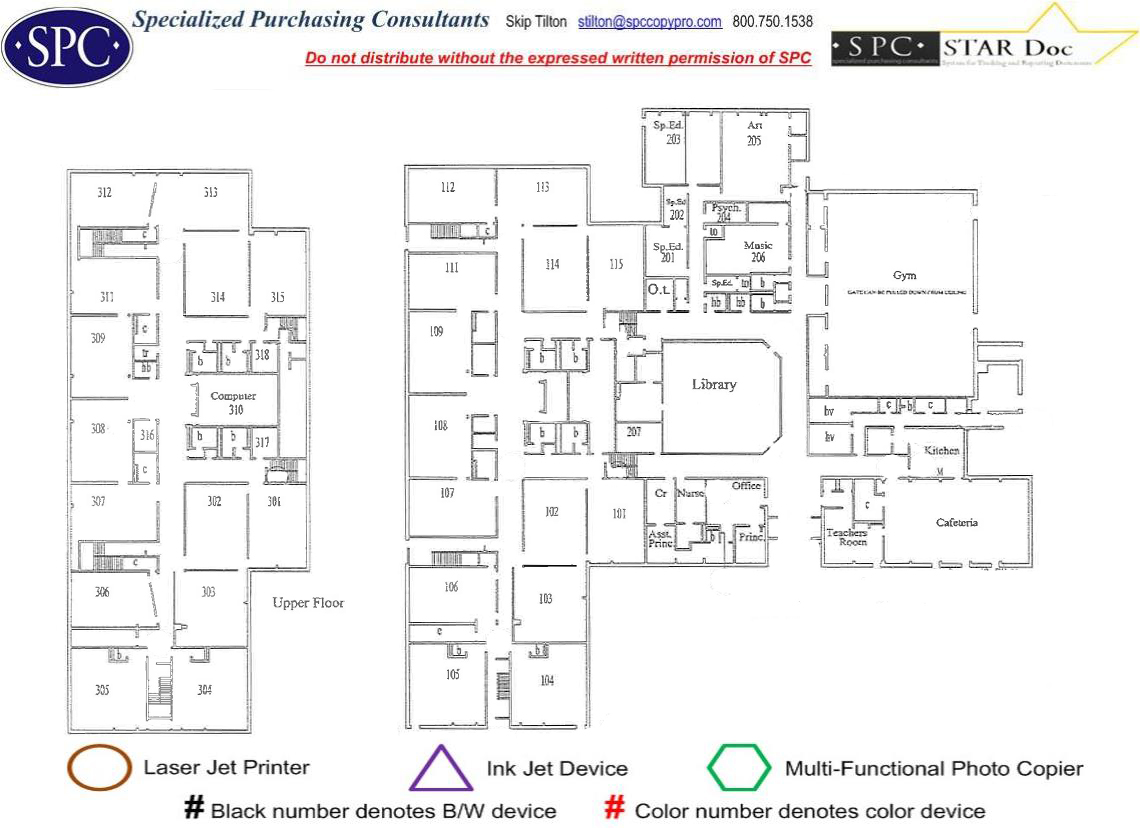 Specialized Purchasing Consultants Skip Tilton stilton@spccopypro.com 800.750.1538
·SPC·
Do not distribute without the expressed written permission of SPC
·SPC· STAR Doc
specialized purchasing consultants System for Tracking and Reporting Documents
312 313
c
311 314 315
309 c
tr
bb
b b 318
Computer
310
308 316
c
b b 317
307 302 301
c
306 303
Upper Floor
b
305 304
112 113
c
111 114 115
109
b b
108
b b
107 102 101
106 103
c
b b
105 104
Sp.Ed.
203
Art
205
Sp.Ed
202
Psych.
204
to
Sp.Ed.
201
Music
206
O.t.
Sp.Ed. to b
bb bb b
Gym
GATE CAN BE PULLED DOWN FROM CEILING
Library
207
hv c b c
hv
Kitchen
M
Cr Nurse Office
Asst.
Princ
b Princ.
c
Teachers
Room
Cafeteria
Laser Jet Printer Ink Jet Device Multi-Functional Photo Copier
# Black number denotes B/W device # Color number denotes color device